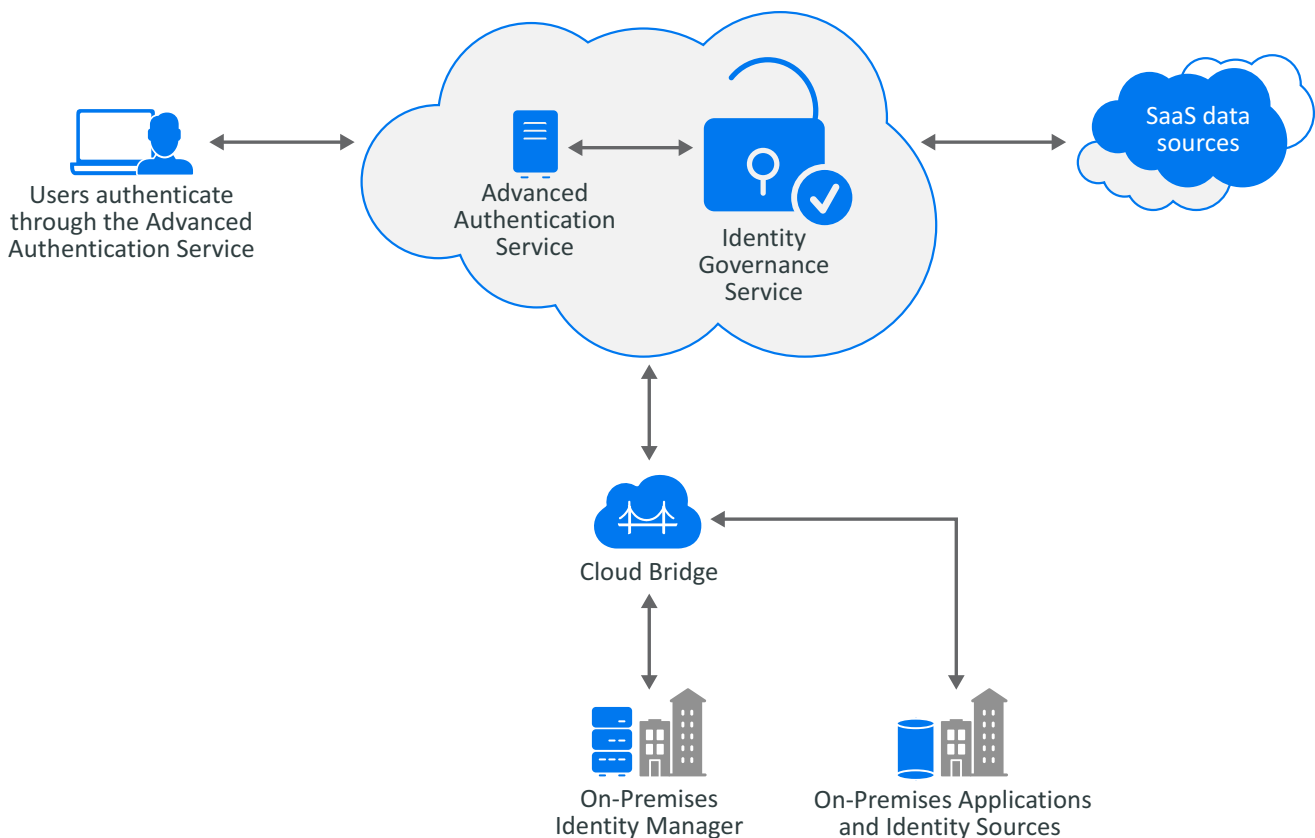 SaaS data
sources
Users authenticate
through the Advanced
Authentication Service
Advanced
Authentication
Service
Identity
Governance
Service
Cloud Bridge
On-Premises
Identity Manager
On-Premises Applications
and Identity Sources